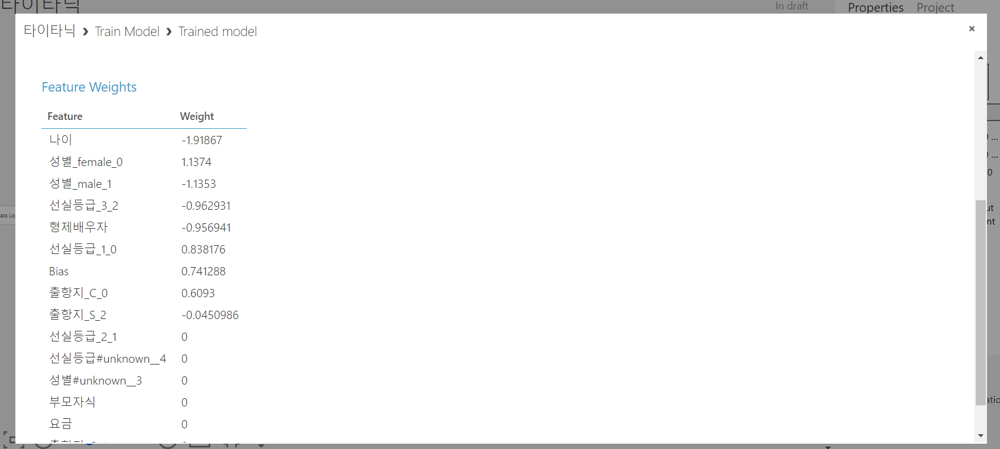 타이타닉
In draft
Properties Project
타이타닉 > Train Model > Trained model
×
Feature Weights
Feature Weight
나이 -1.91867
성별_female_0 1.1374
성별_male_1 -1.1353
선실등급_3_2 -0.962931
형제배우자 -0.956941
선실등급_1_0 0.838176
Bias 0.741288
출항지_C_0 0.6093
출항지_S_2 -0.0450986
선실등급_2_1 0
선실등급#unknown__4 0
성별#unknown__3 0
부모자식 0
요금 0